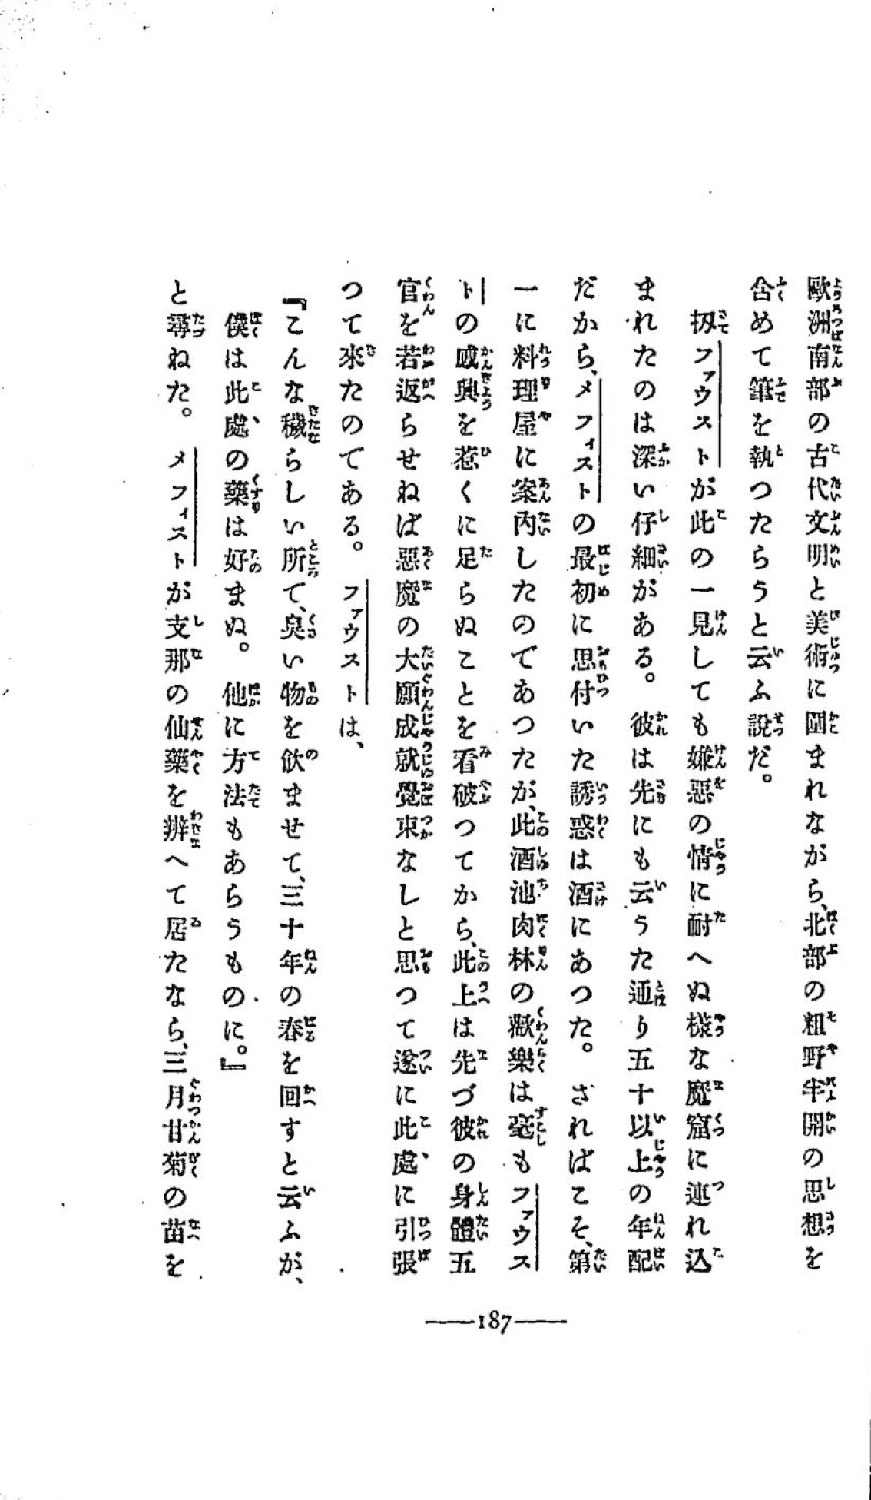 歐洲南部の古代文明と美術に圍まれながら、北部の粗野半開の思想を
含めて筆を執つたらうと云ふ說だ。
扨ファウストが此の一見しても嫌惡の情に耐へぬ樣な魔窟に連れ込
まれたのは深い仔細がある。彼は先にも云うた通り五十以上の年配
だから、メフィストの最初に思付いた誘惑は酒にあつた。さればこそ、第
一に料理屋に案內したのであつたが、此酒池肉林の歡樂は毫もファウス
トの感興を惹くに足らぬことを看破つてから、此上は先づ彼の身體五
官を若返らせねば惡魔の大願成就覺束なしと思つて遂に此處に引張
つて來たのである。ファウストは、
『こんな穢らしい所で、臭い物を飮ませて、三十年の春を回すと云ふが、
僕は此處の藥は好まぬ。他に方法もあらうものに。』
と尋ねた。メフィストが支那の仙藥を辨へて居たなら、三月甘菊の苗を
187